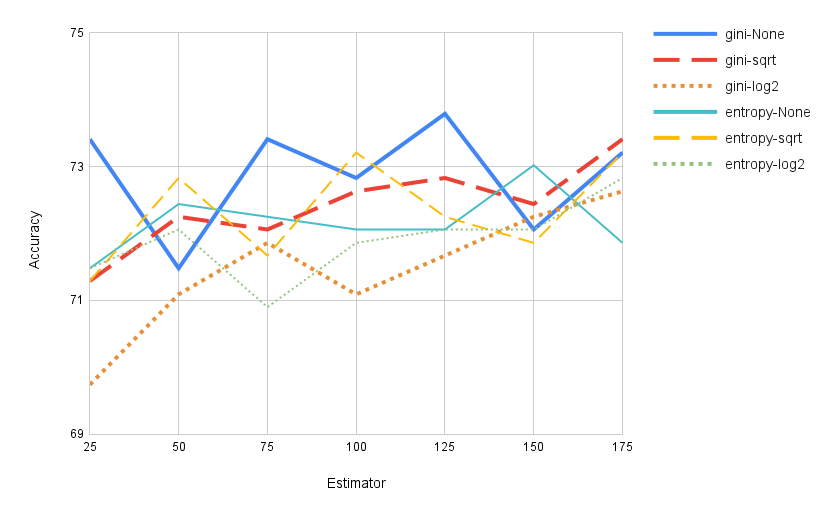 75
73
71
69
Accuracy
25 50 75 100 125 150 175
Estimator
gini-None
gini-sqrt
gini-log2
entropy-None
entropy-sqrt
entropy-log2